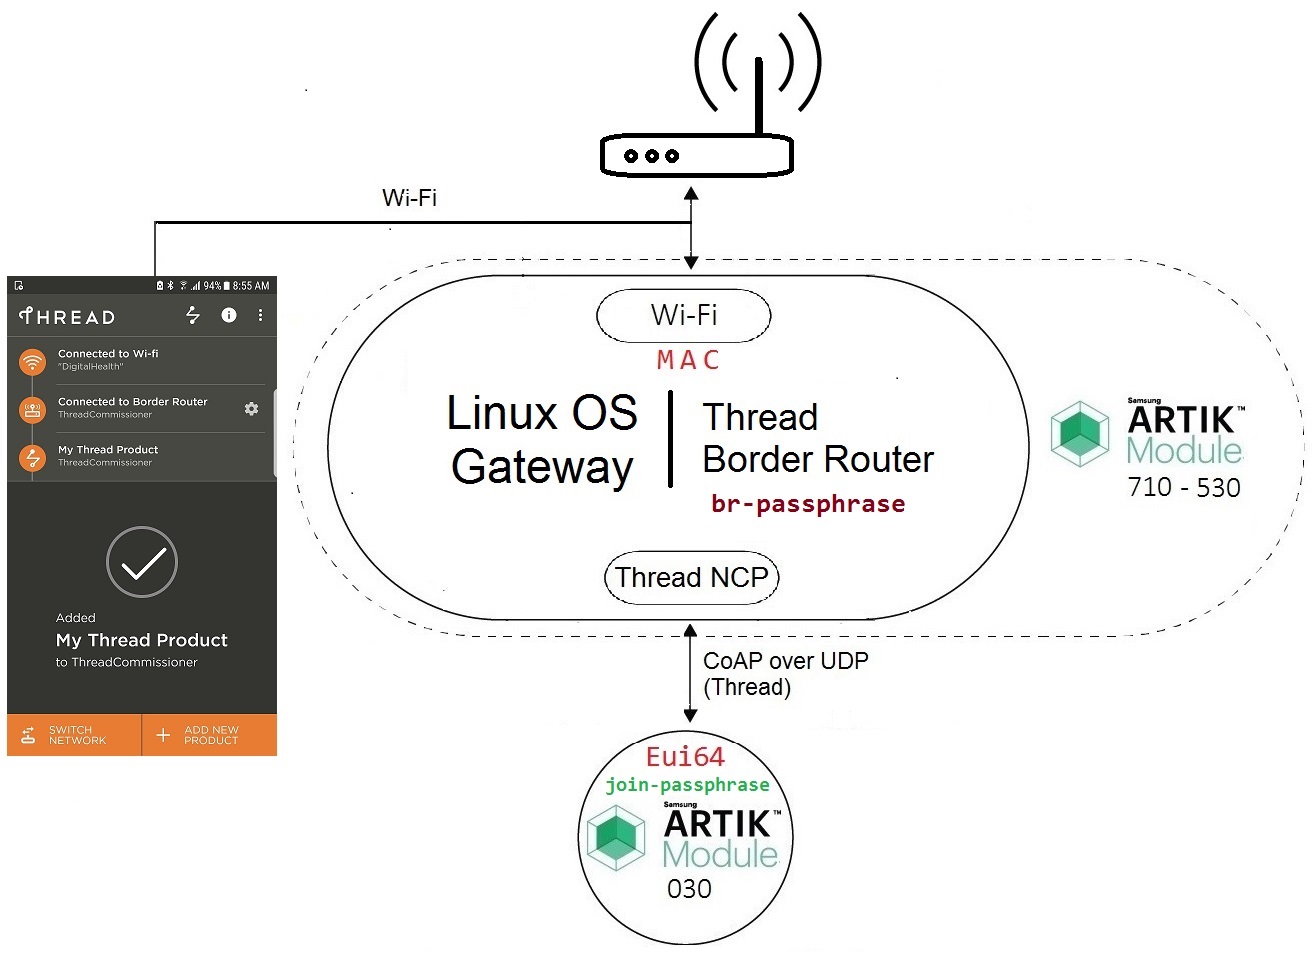 Wi-Fi
94% 8:55 AM
THREAD
Connected to Wi-fi
"DigitalHealth"
Connected to Border Router
ThreadCommissioner
My Thread Product
ThreadCommissioner
Added
My Thread Product
to ThreadCommissioner
SWITCH
NETWORK
ADD NEW
PRODUCT
Wi-Fi
MAC
Linux OS
Gateway
Thread
Border Router
br-passphrase
Thread NCP
Samsung
ARTIK™
Module
710 - 530
CoAP over UDP
(Thread)
Eui64
join-passphrase
Samsung
ARTIK™
Module
030